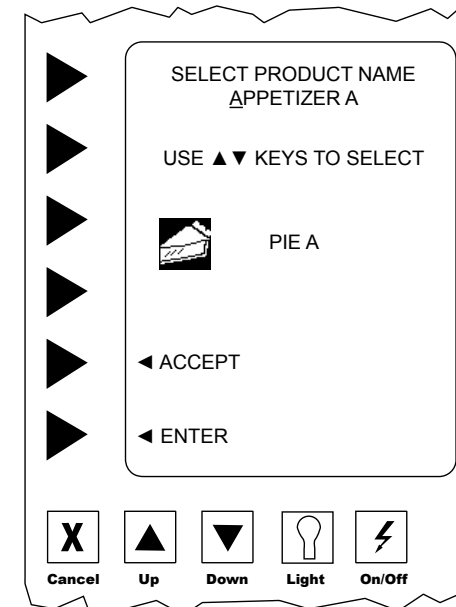 SELECT PRODUCT NAME
APPETIZER A
USE ▲▼ KEYS TO SELECT
PIE A
◄ ACCEPT
◄ ENTER
X
Cancel Up Down Light On/Off